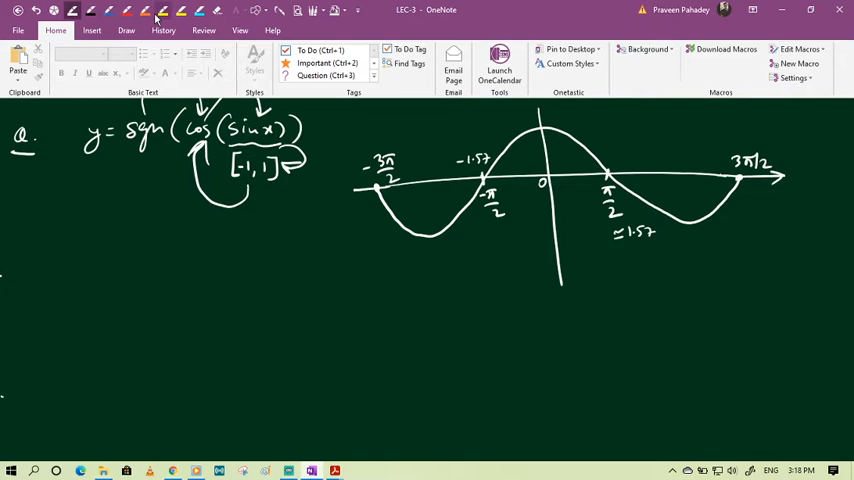 LEC-3 - OneNote
Praveen Pahadey
File Home Insert Draw History Review View Help
Paste
Clipboard
B I U
Basic Text
Styles
Styles
To Do (Ctrl+1)
Important (Ctrl+2)
Question (Ctrl+3)
To Do Tag
Find Tags
Tags
Email Page
Email
Launch OneCalendar
OneCalendar
Pin to Desktop
Custom Styles
Onetastic
Background
Download Macros
Edit Macros
New Macro
Settings
Macros
Q. y = sgn (cos (sinx))
[-1, 1]
-3π/2
-1.57
-π/2
0
π/2
≃1.57
3π/2
ENG 3:18 PM